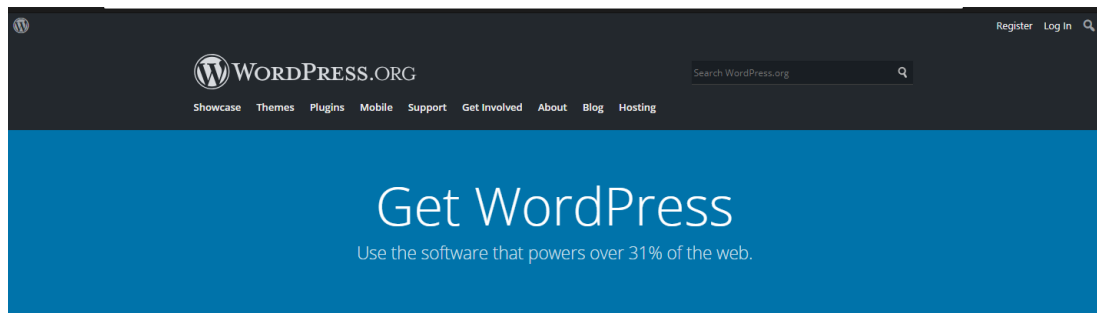 Register Log In
WORDPRESS.ORG
Search WordPress.org
Showcase Themes Plugins Mobile Support Get Involved About Blog Hosting
Get WordPress
Use the software that powers over 31% of the web.